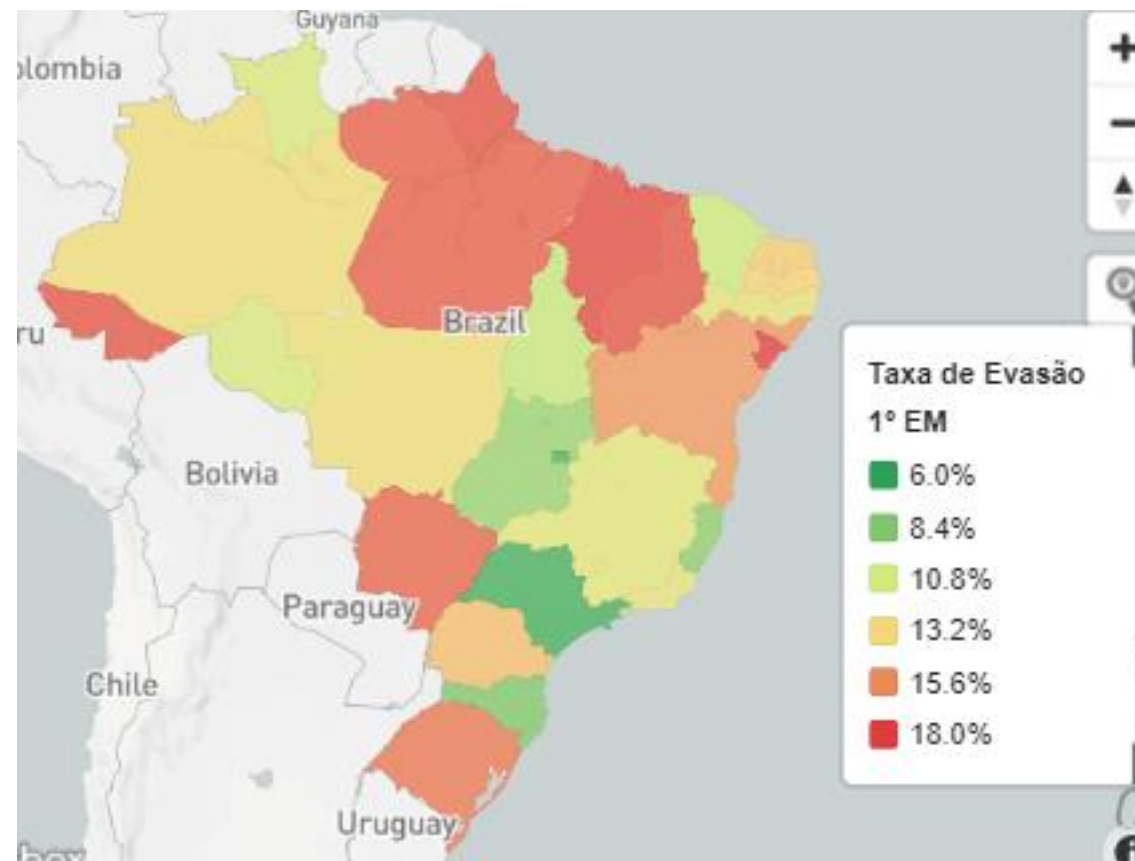 Guyana
olombia
Brazil
ru
Bolivia
Paraguay
Chile
Uruguay
box
+
−
Taxa de Evasão
1º EM
6.0%
8.4%
10.8%
13.2%
15.6%
18.0%